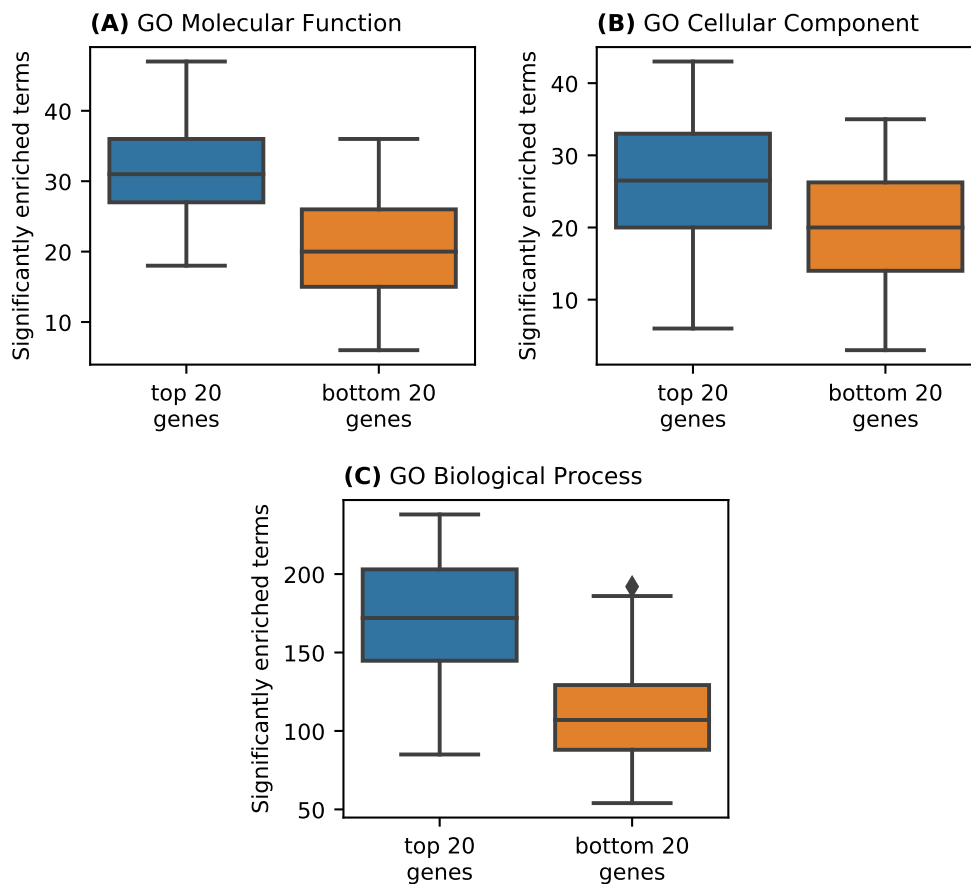 (A) GO Molecular Function
Significantly enriched terms
40
30
20
10
top 20
genes
bottom 20
genes
(B) GO Cellular Component
Significantly enriched terms
40
30
20
10
top 20
genes
bottom 20
genes
(C) GO Biological Process
Significantly enriched terms
200
150
100
50
top 20
genes
bottom 20
genes